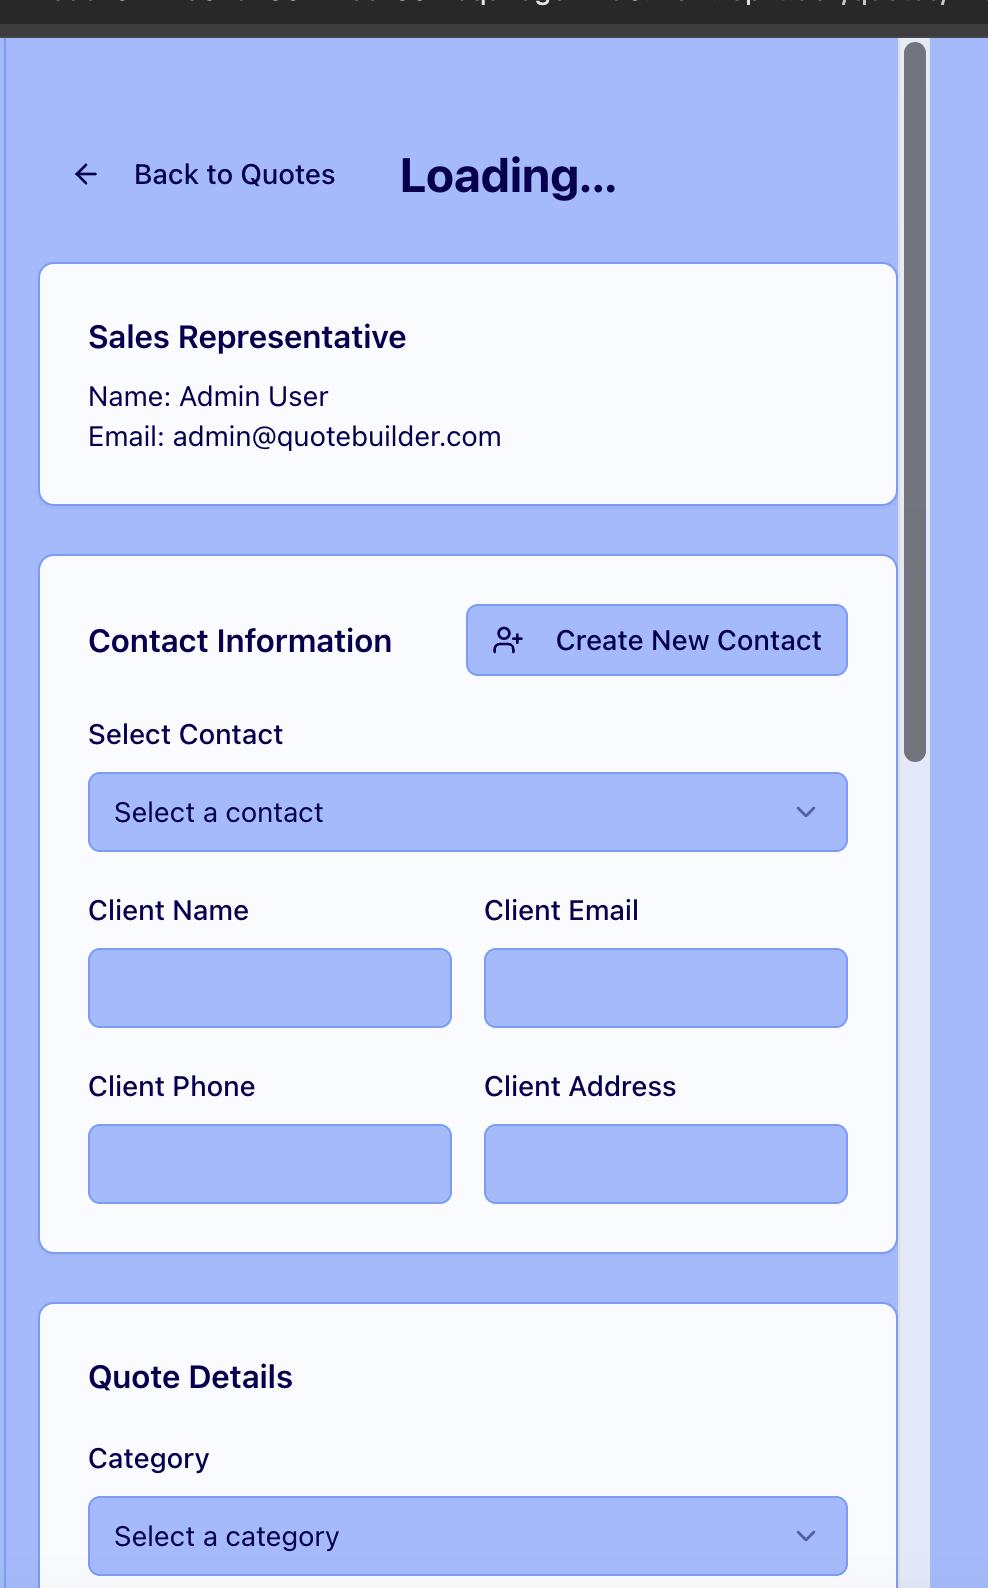 Back to Quotes
Loading...
Sales Representative
Name: Admin User
Email: admin@quotebuilder.com
Contact Information
Create New Contact
Select Contact
Select a contact
Client Name
Client Email
Client Phone
Client Address
Quote Details
Category
Select a category